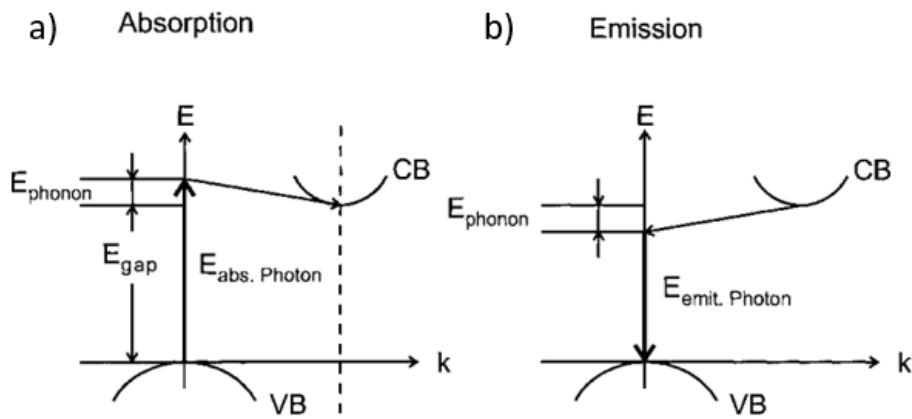 a) Absorption
E
CB
E_phonon
E_gap
E_abs. Photon
k
VB
b) Emission
E
CB
E_phonon
E_emit. Photon
k
VB